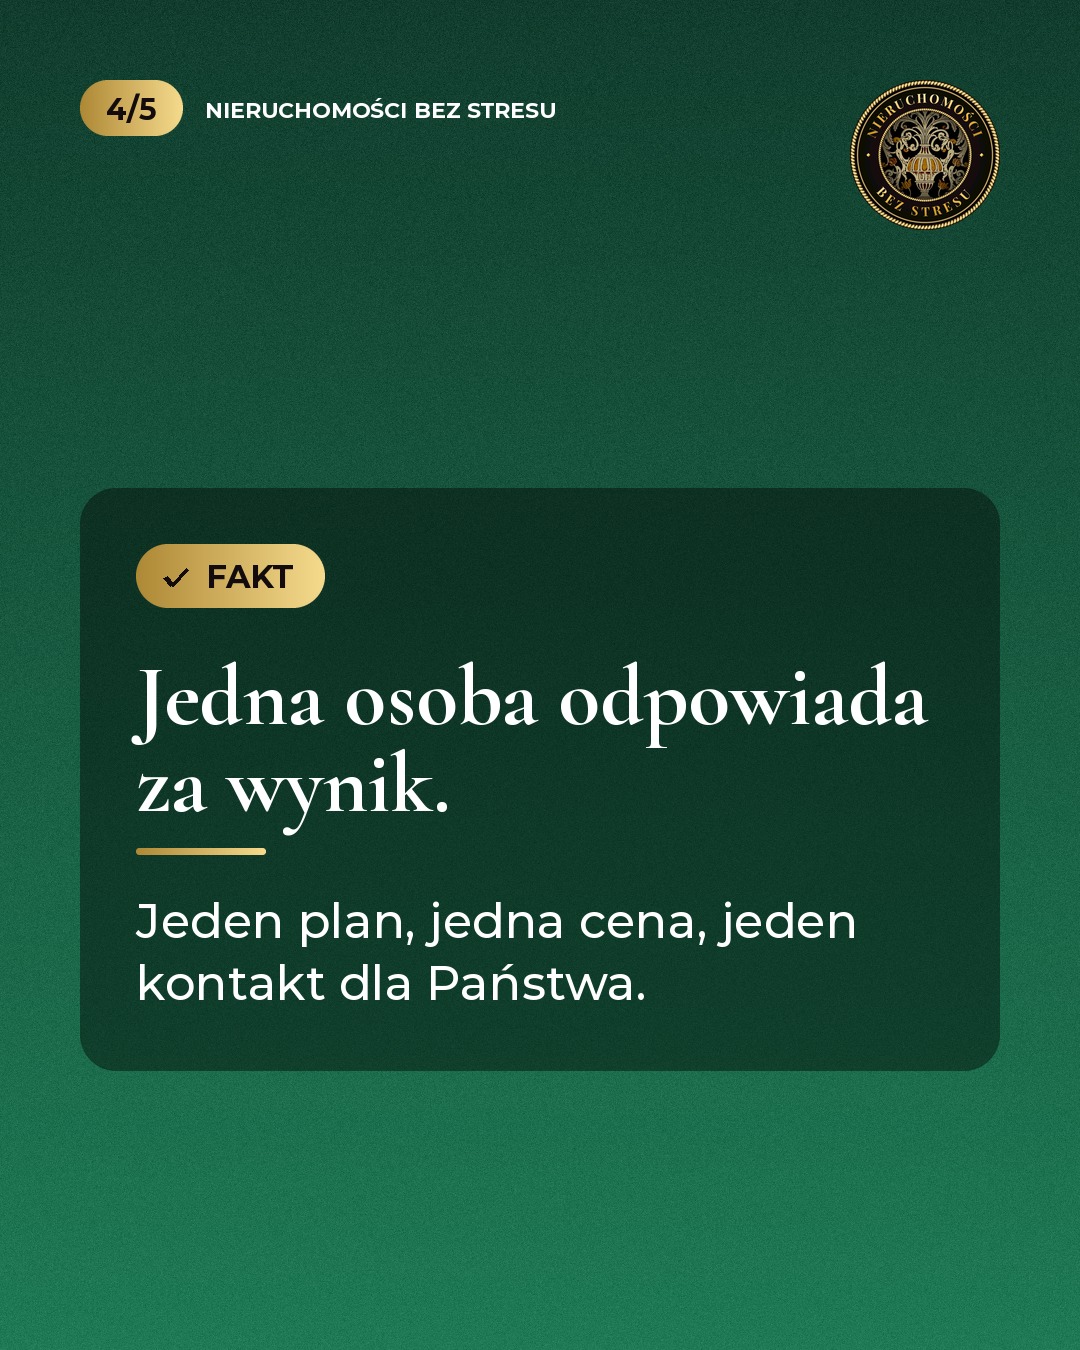 4/5 NIERUCHOMOŚCI BEZ STRESU
NIERUCHOMOŚCI
BEZ STRESU
FAKT
Jedna osoba odpowiada
za wynik.
Jeden plan, jedna cena, jeden
kontakt dla Państwa.